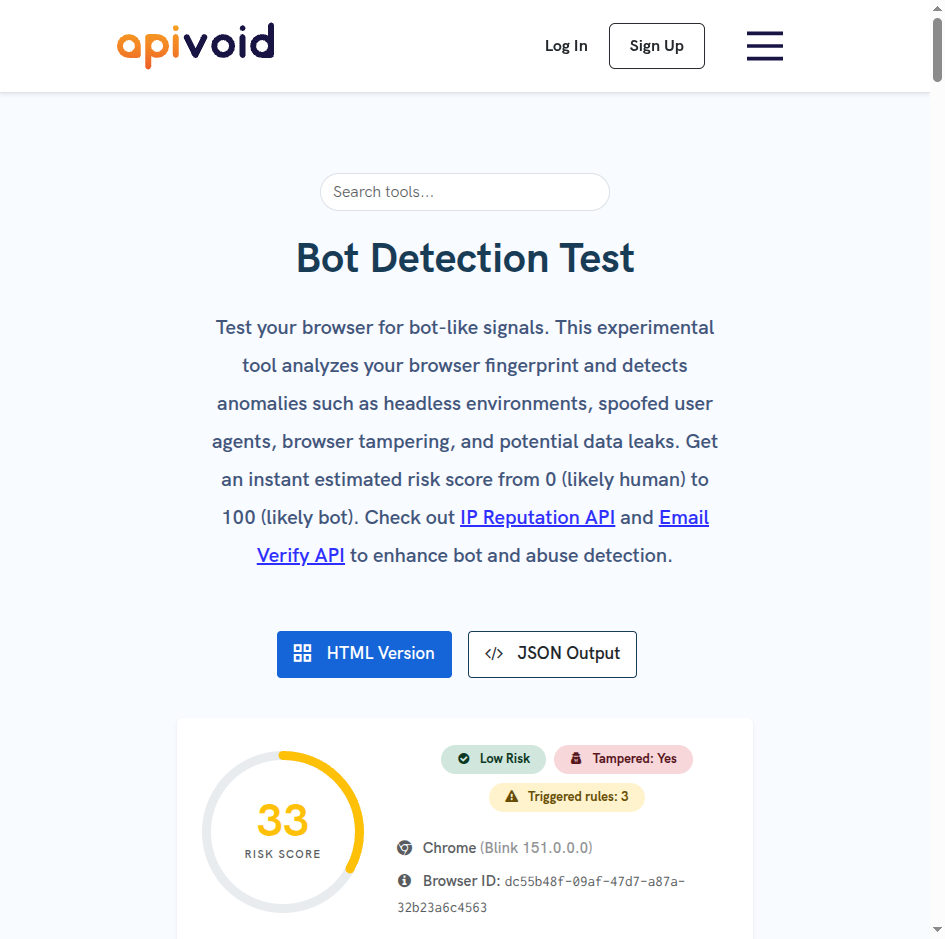 apivoid
Log In
Sign Up
Search tools...
Bot Detection Test
Test your browser for bot-like signals. This experimental
tool analyzes your browser fingerprint and detects
anomalies such as headless environments, spoofed user
agents, browser tampering, and potential data leaks. Get
an instant estimated risk score from 0 (likely human) to
100 (likely bot). Check out IP Reputation API and Email
Verify API to enhance bot and abuse detection.
HTML Version
</> JSON Output
33
RISK SCORE
Low Risk
Tampered: Yes
Triggered rules: 3
Chrome (Blink 151.0.0.0)
Browser ID: dc55b48f-09af-47d7-a87a-
32b23a6c4563